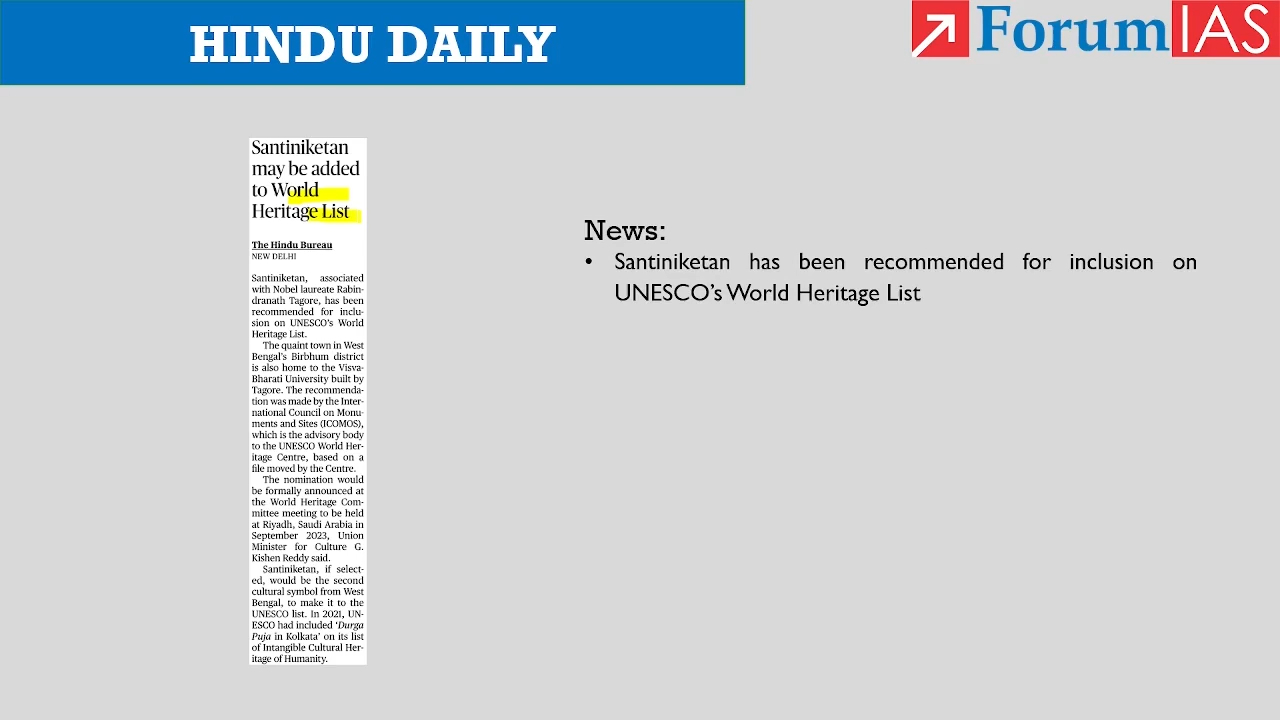 HINDU DAILY
ForumIAS
Santiniketan
may be added
to World
Heritage List
The Hindu Bureau
NEW DELHI
Santiniketan, associated
with Nobel laureate Rabin-
dranath Tagore, has been
recommended for inclu-
sion on UNESCO's World
Heritage List.
The quaint town in West
Bengal's Birbhum district
is also home to the Visva-
Bharati University built by
Tagore. The recommenda-
tion was made by the Inter-
national Council on Monu-
ments and Sites (ICOMOS),
which is the advisory body
to the UNESCO World Her-
itage Centre, based on a
file moved by the Centre.
The nomination would
be formally announced at
the World Heritage Com-
mittee meeting to be held
at Riyadh, Saudi Arabia in
September 2023, Union
Minister for Culture G.
Kishen Reddy said.
Santiniketan, if select-
ed, would be the second
cultural symbol from West
Bengal, to make it to the
UNESCO list. In 2021, UN-
ESCO had included ‘Durga
Puja in Kolkata’ on its list
of Intangible Cultural Her-
itage of Humanity.
News:
• Santiniketan has been recommended for inclusion on
UNESCO’s World Heritage List